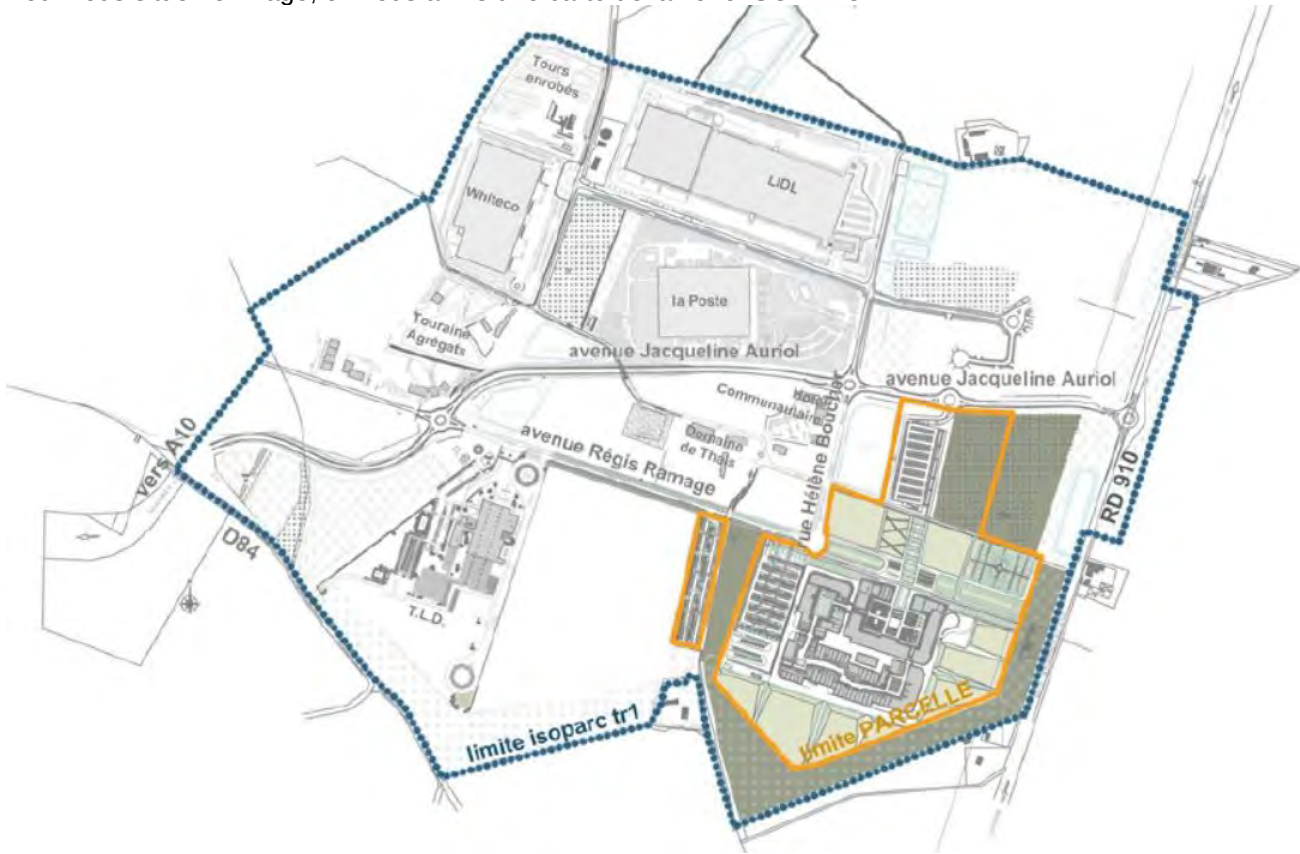 Tours
enrobés
LIDL
Whiteco
la Poste
Touraine
Agrégats
avenue Jacqueline Auriol
avenue Jacqueline Auriol
Communautaire
rue Hélène Boucher
Domaine
de Thaïs
avenue Régis Ramage
vers A10
D84
RD 910
T.L.D.
limite PARCELLE
limite isoparc tr1